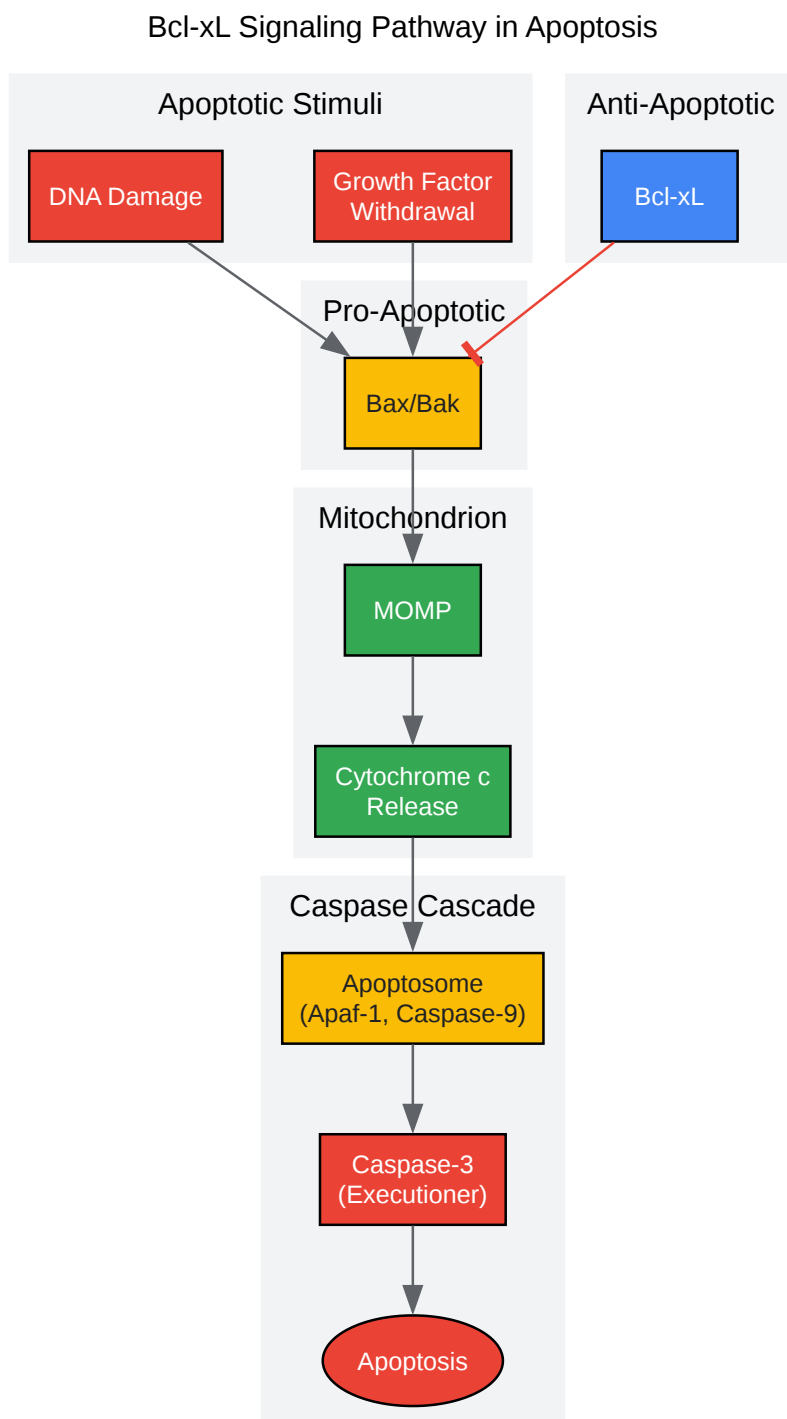 Bcl-xL Signaling Pathway in Apoptosis
Apoptotic Stimuli
Anti-Apoptotic
DNA Damage
Growth Factor
Withdrawal
Bcl-xL
Pro-Apoptotic
Bax/Bak
Mitochondrion
MOMP
Cytochrome c
Release
Caspase Cascade
Apoptosome
(Apaf-1, Caspase-9)
Caspase-3
(Executioner)
Apoptosis